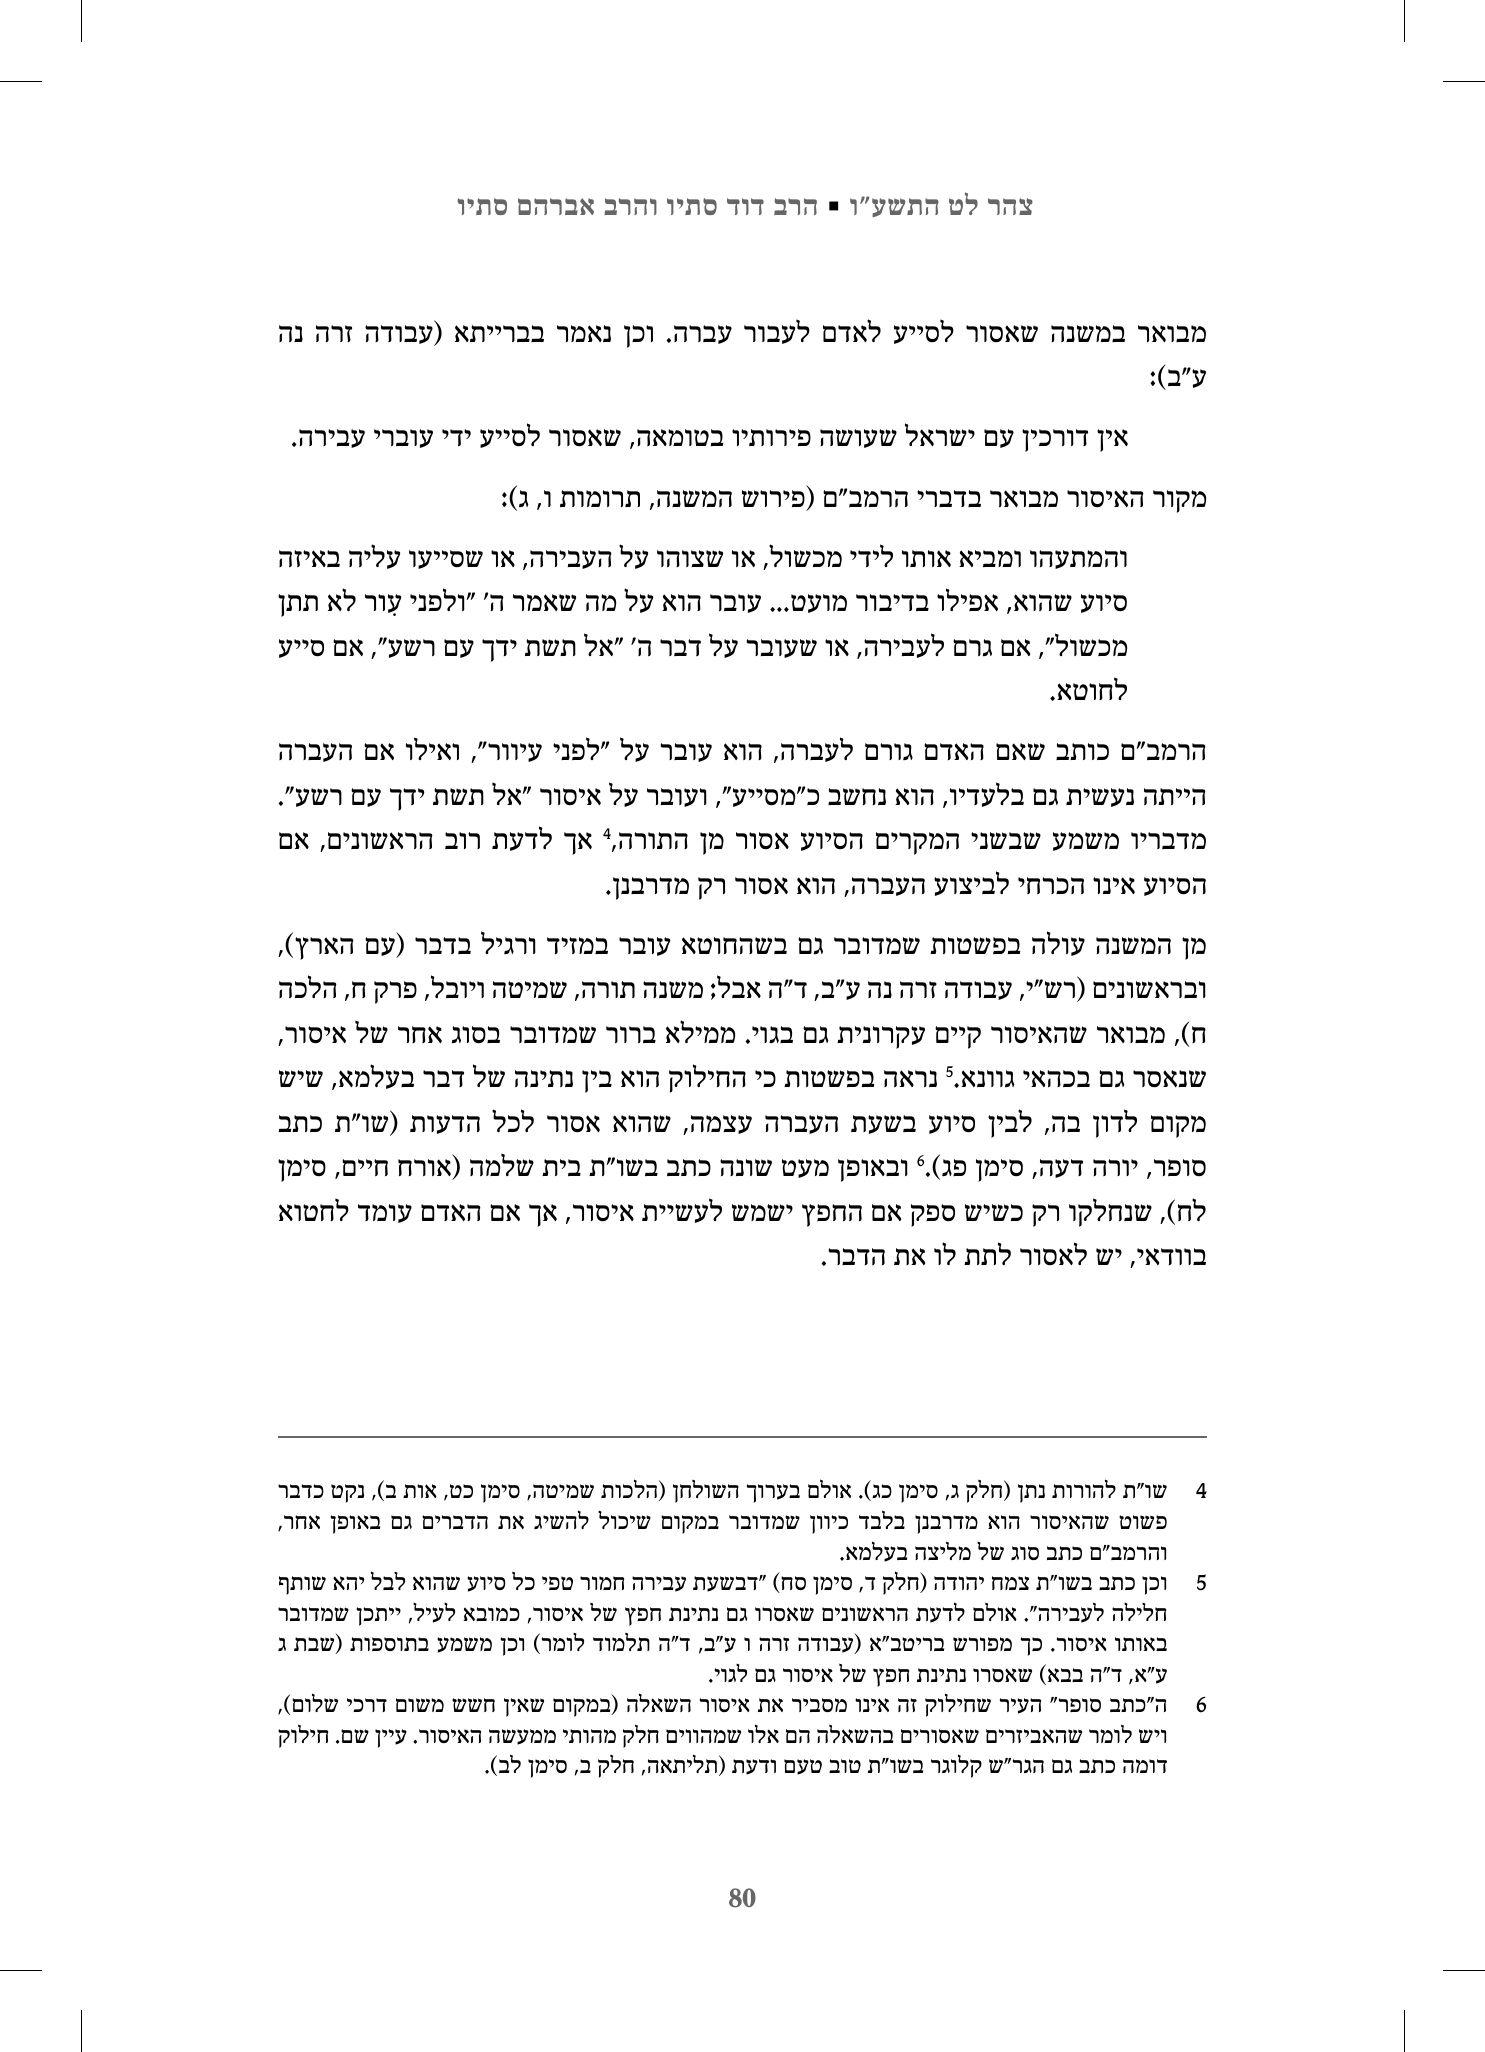 צהר לט התשע"ו ▪ הרב דוד סתיו והרב אברהם סתיו
מבואר במשנה שאסור לסייע לאדם לעבור עברה. וכן נאמר בברייתא (עבודה זרה נה
ע"ב):
אין דורכין עם ישראל שעושה פירותיו בטומאה, שאסור לסייע ידי עוברי עבירה.
מקור האיסור מבואר בדברי הרמב"ם (פירוש המשנה, תרומות ו, ג):
והמתעהו ומביא אותו לידי מכשול, או שצוהו על העבירה, או שסייעו עליה באיזה
סיוע שהוא, אפילו בדיבור מועט... עובר הוא על מה שאמר ה' "ולפני עִור לא תתן
מכשול", אם גרם לעבירה, או שעובר על דבר ה' "אל תשת ידך עם רשע", אם סייע
לחוטא.
הרמב"ם כותב שאם האדם גורם לעברה, הוא עובר על "לפני עיוור", ואילו אם העברה
הייתה נעשית גם בלעדיו, הוא נחשב כ"מסייע", ועובר על איסור "אל תשת ידך עם רשע".
מדבריו משמע שבשני המקרים הסיוע אסור מן התורה,4 אך לדעת רוב הראשונים, אם
הסיוע אינו הכרחי לביצוע העברה, הוא אסור רק מדרבנן.
מן המשנה עולה בפשטות שמדובר גם בשהחוטא עובר במזיד ורגיל בדבר (עם הארץ),
ובראשונים (רש"י, עבודה זרה נה ע"ב, ד"ה אבל; משנה תורה, שמיטה ויובל, פרק ח, הלכה
ח), מבואר שהאיסור קיים עקרונית גם בגוי. ממילא ברור שמדובר בסוג אחר של איסור,
שנאסר גם בכהאי גוונא.5 נראה בפשטות כי החילוק הוא בין נתינה של דבר בעלמא, שיש
מקום לדון בה, לבין סיוע בשעת העברה עצמה, שהוא אסור לכל הדעות (שו"ת כתב
סופר, יורה דעה, סימן פג).6 ובאופן מעט שונה כתב בשו"ת בית שלמה (אורח חיים, סימן
לח), שנחלקו רק כשיש ספק אם החפץ ישמש לעשיית איסור, אך אם האדם עומד לחטוא
בוודאי, יש לאסור לתת לו את הדבר.
4 שו"ת להורות נתן (חלק ג, סימן כג). אולם בערוך השולחן (הלכות שמיטה, סימן כט, אות ב), נקט כדבר
פשוט שהאיסור הוא מדרבנן בלבד כיוון שמדובר במקום שיכול להשיג את הדברים גם באופן אחר,
והרמב"ם כתב סוג של מליצה בעלמא.
5 וכן כתב בשו"ת צמח יהודה (חלק ד, סימן סח) "דבשעת עבירה חמור טפי כל סיוע שהוא לבל יהא שותף
חלילה לעבירה". אולם לדעת הראשונים שאסרו גם נתינת חפץ של איסור, כמובא לעיל, ייתכן שמדובר
באותו איסור. כך מפורש בריטב"א (עבודה זרה ו ע"ב, ד"ה תלמוד לומר) וכן משמע בתוספות (שבת ג
ע"א, ד"ה בבא) שאסרו נתינת חפץ של איסור גם לגוי.
6 ה"כתב סופר" העיר שחילוק זה אינו מסביר את איסור השאלה (במקום שאין חשש משום דרכי שלום),
ויש לומר שהאביזרים שאסורים בהשאלה הם אלו שמהווים חלק מהותי ממעשה האיסור. עיין שם. חילוק
דומה כתב גם הגר"ש קלוגר בשו"ת טוב טעם ודעת (תליתאה, חלק ב, סימן לב).
80